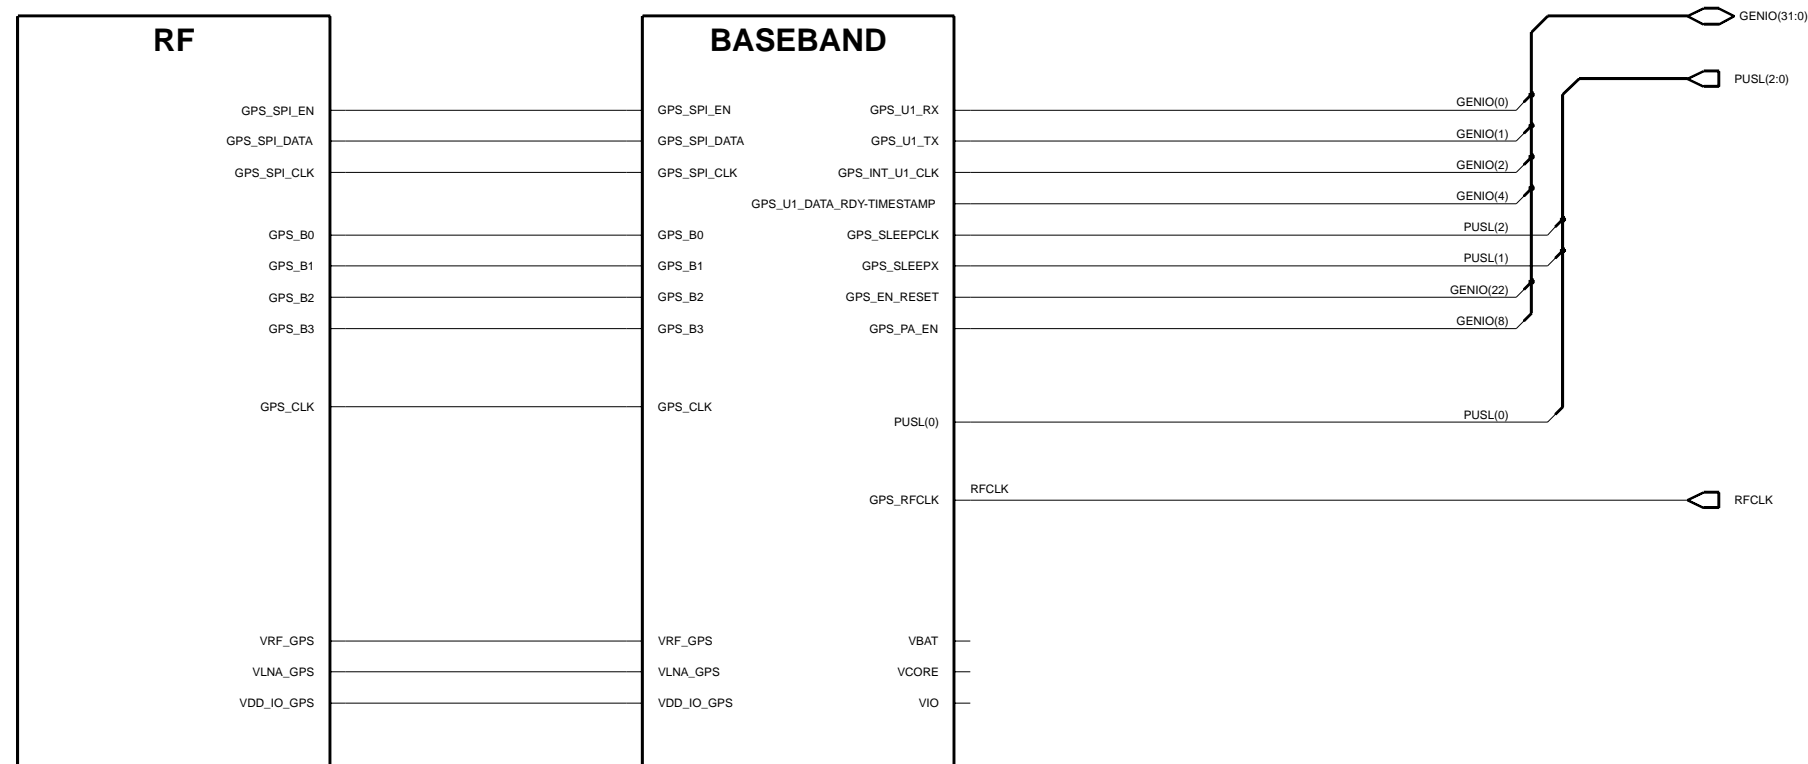 RF
BASEBAND
GENIO(31:0)
PUSL(2:0)
GPS_SPI_EN
GPS_SPI_DATA
GPS_SPI_CLK
GPS_B0
GPS_B1
GPS_B2
GPS_B3
GPS_CLK
VRF_GPS
VLNA_GPS
VDD_IO_GPS
GPS_SPI_EN
GPS_SPI_DATA
GPS_SPI_CLK
GPS_B0
GPS_B1
GPS_B2
GPS_B3
GPS_CLK
VRF_GPS
VLNA_GPS
VDD_IO_GPS
GPS_U1_RX
GPS_U1_TX
GPS_INT_U1_CLK
GPS_U1_DATA_RDY-TIMESTAMP
GPS_SLEEPCLK
GPS_SLEEPX
GPS_EN_RESET
GPS_PA_EN
PUSL(0)
GPS_RFCLK
VBAT
VCORE
VIO
GENIO(0)
GENIO(1)
GENIO(2)
GENIO(4)
PUSL(2)
PUSL(1)
GENIO(22)
GENIO(8)
PUSL(0)
RFCLK
RFCLK